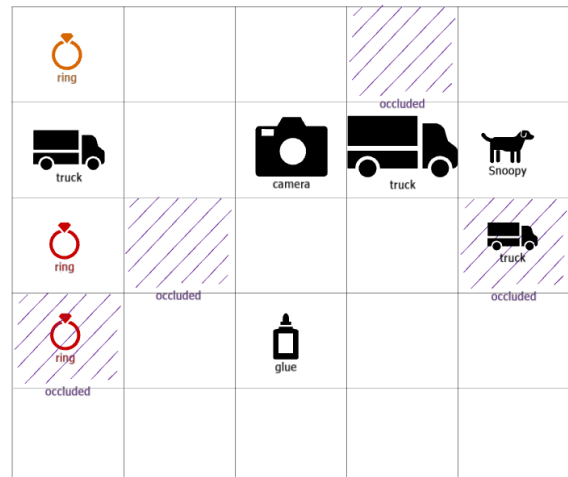 ring
occluded
truck
camera
truck
Snoopy
ring
occluded
truck
occluded
ring
occluded
glue